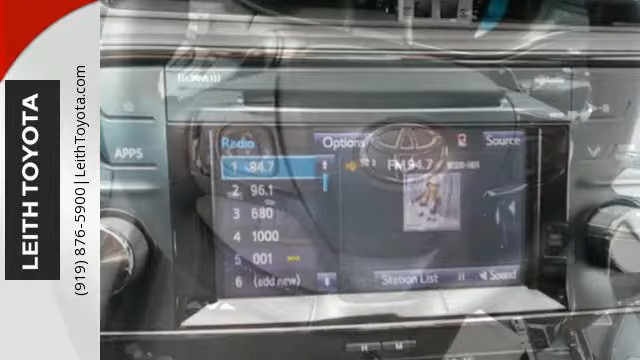 LEITH TOYOTA
(919) 876-5900 | LeithToyota.com
APPS
Radio
Options
Source
1 94.7
FM 94.7
2 96.1
3 680
4 1000
5 001
6 (add new)
Station List
Sound